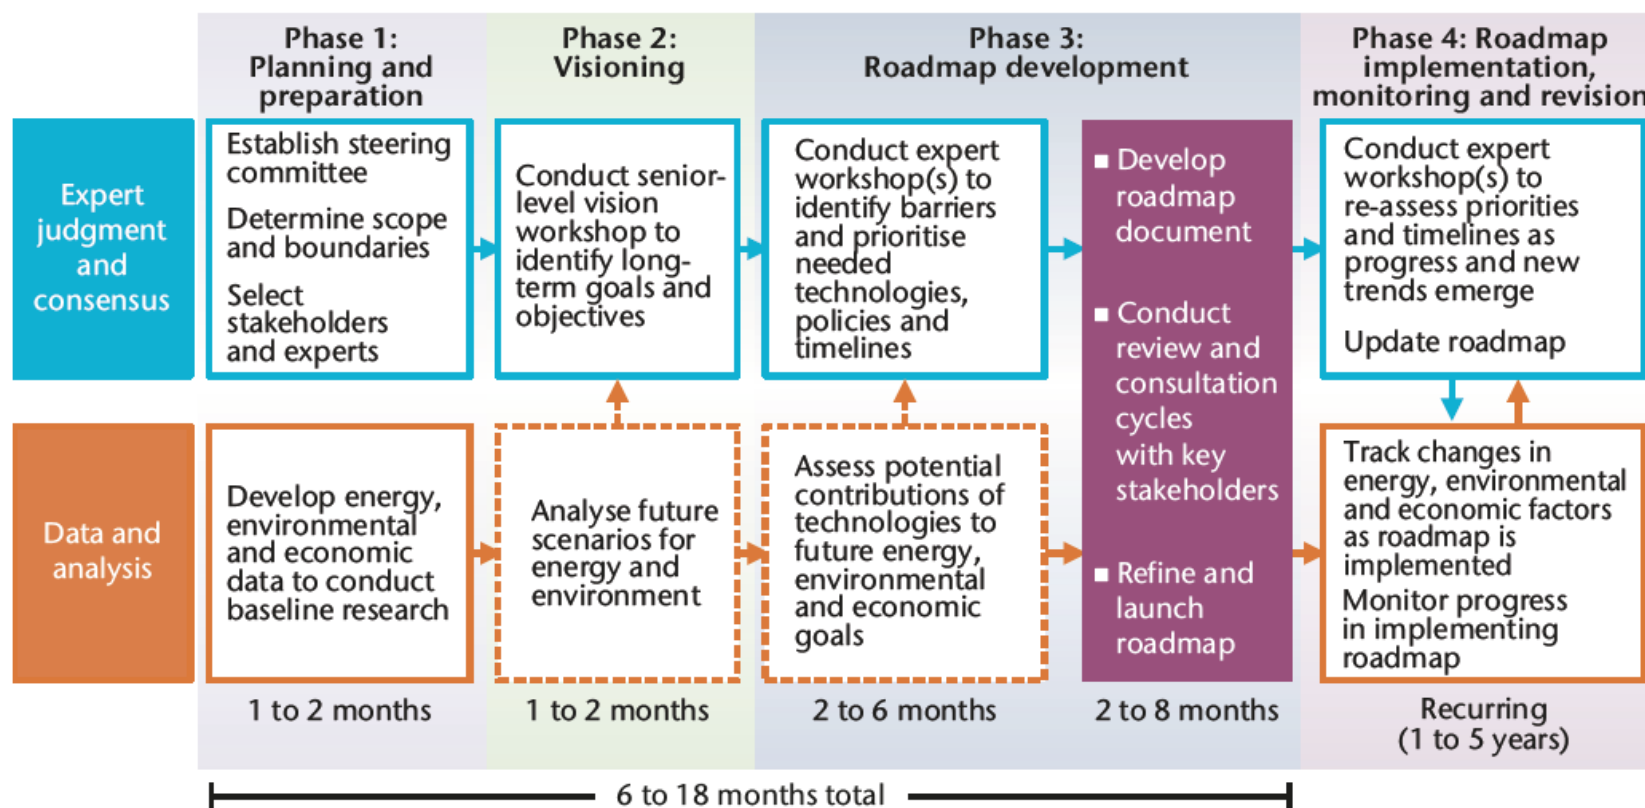 Phase 1:
Planning and
preparation
Phase 2:
Visioning
Phase 3:
Roadmap development
Phase 4: Roadmap
implementation,
monitoring and revision
Expert
judgment
and
consensus
Establish steering
committee
Determine scope
and boundaries
Select
stakeholders
and experts
Conduct senior-
level vision
workshop to
identify long-
term goals and
objectives
Conduct expert
workshop(s) to
identify barriers
and prioritise
needed
technologies,
policies and
timelines
■ Develop
roadmap
document
■ Conduct
review and
consultation
cycles
with key
stakeholders
■ Refine and
launch
roadmap
Conduct expert
workshop(s) to
re-assess priorities
and timelines as
progress and new
trends emerge
Update roadmap
Data and
analysis
Develop energy,
environmental
and economic
data to conduct
baseline research
Analyse future
scenarios for
energy and
environment
Assess potential
contributions of
technologies to
future energy,
environmental
and economic
goals
Track changes in
energy, environmental
and economic factors
as roadmap is
implemented
Monitor progress
in implementing
roadmap
1 to 2 months
1 to 2 months
2 to 6 months
2 to 8 months
Recurring
(1 to 5 years)
6 to 18 months total